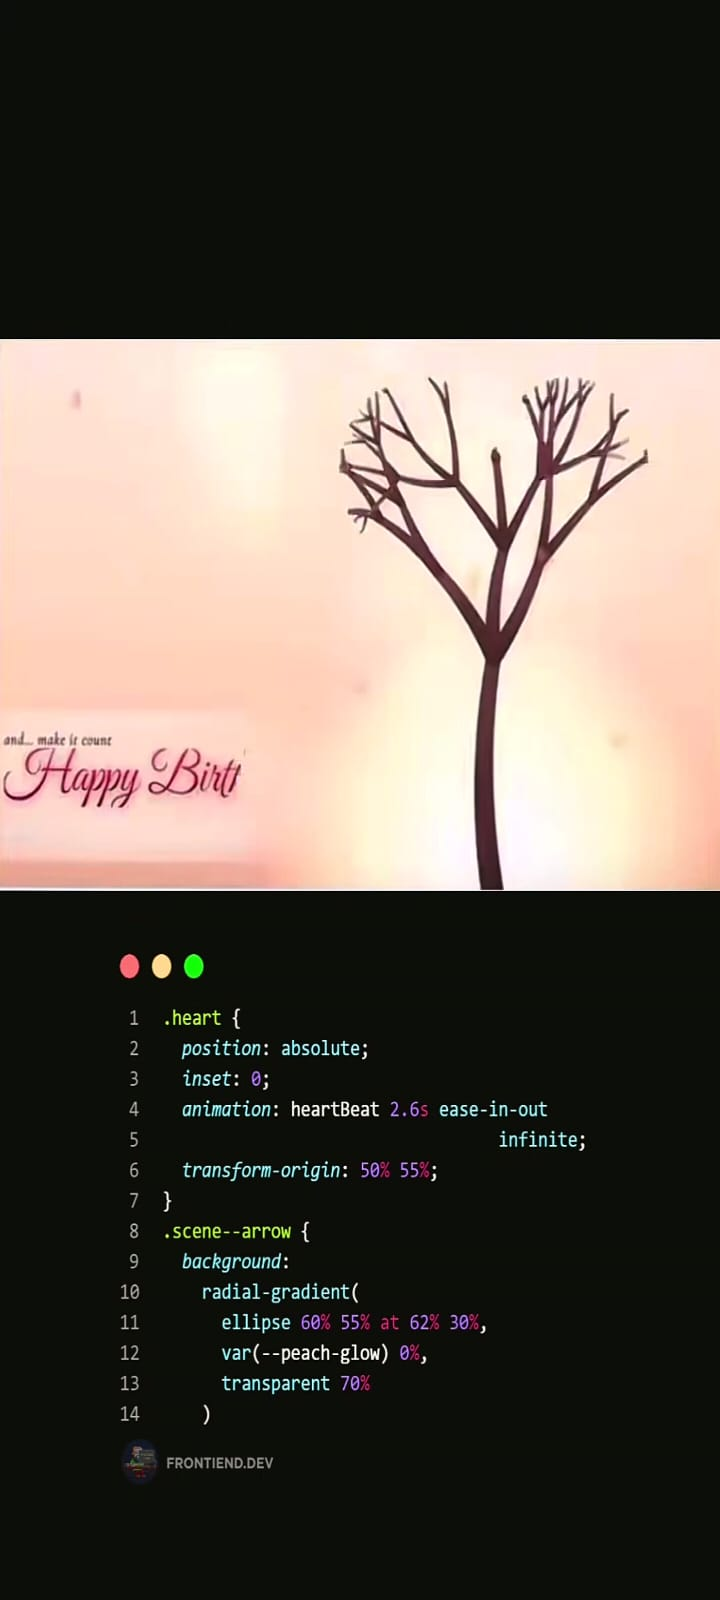 and... make it count
Happy Birth
1 .heart {
2 position: absolute;
3 inset: 0;
4 animation: heartBeat 2.6s ease-in-out
5 infinite;
6 transform-origin: 50% 55%;
7 }
8 .scene--arrow {
9 background:
10 radial-gradient(
11 ellipse 60% 55% at 62% 30%,
12 var(--peach-glow) 0%,
13 transparent 70%
14 )
FRONTIEND.DEV